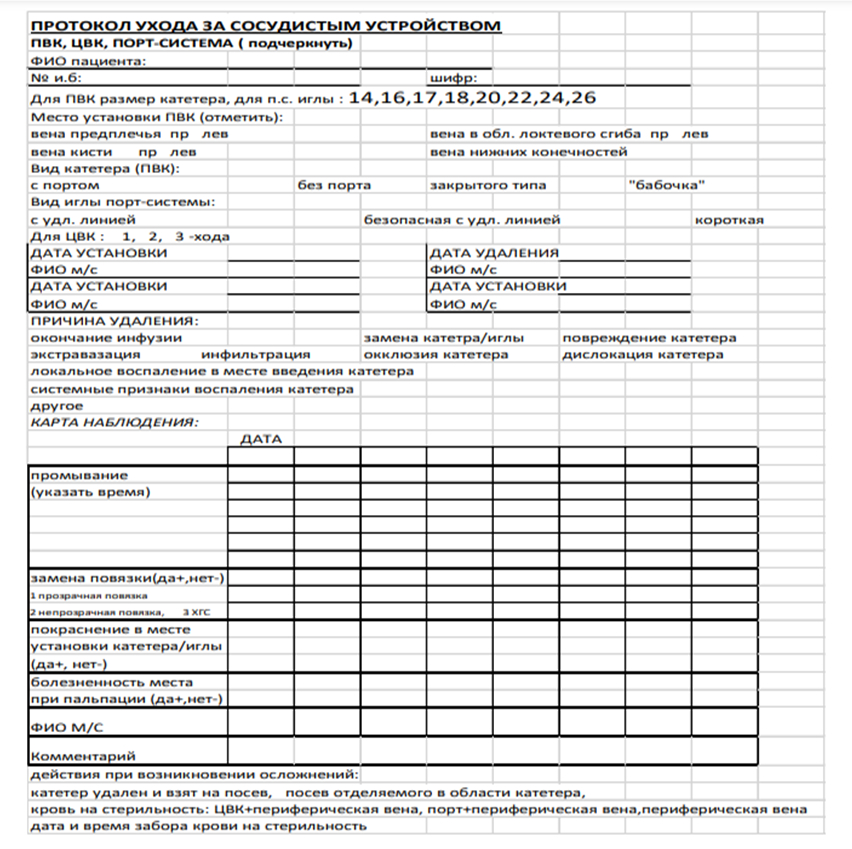 ПРОТОКОЛ УХОДА ЗА СОСУДИСТЫМ УСТРОЙСТВОМ
ПВК, ЦВК, ПОРТ-СИСТЕМА ( подчеркнуть)
ФИО пациента:
№ и.б: шифр:
Для ПВК размер катетера, для п.с. иглы : 14,16,17,18,20,22,24,26
Место установки ПВК (отметить):
вена предплечья пр лев вена в обл. локтевого сгиба пр лев
вена кисти пр лев вена нижних конечностей
Вид катетера (ПВК):
с портом без порта закрытого типа "бабочка"
Вид иглы порт-системы:
с удл. линией безопасная с удл. линией короткая
Для ЦВК : 1, 2, 3 -хода
ДАТА УСТАНОВКИ ДАТА УДАЛЕНИЯ
ФИО м/с ФИО м/с
ДАТА УСТАНОВКИ ДАТА УСТАНОВКИ
ФИО м/с ФИО м/с
ПРИЧИНА УДАЛЕНИЯ:
окончание инфузии замена катетра/иглы повреждение катетера
экстравазация инфильтрация окклюзия катетера дислокация катетера
локальное воспаление в месте введения катетера
системные признаки воспаления катетера
другое
КАРТА НАБЛЮДЕНИЯ:
ДАТА
промывание
(указать время)
замена повязки(да+,нет-)
1 прозрачная повязка
2 непрозрачная повязка, 3 ХГС
покраснение в месте
установки катетера/иглы
(да+, нет-)
болезненность места
при пальпации (да+,нет-)
ФИО М/С
Комментарий
действия при возникновении осложнений:
катетер удален и взят на посев, посев отделяемого в области катетера,
кровь на стерильность: ЦВК+периферическая вена, порт+периферическая вена,периферическая вена
дата и время забора крови на стерильность